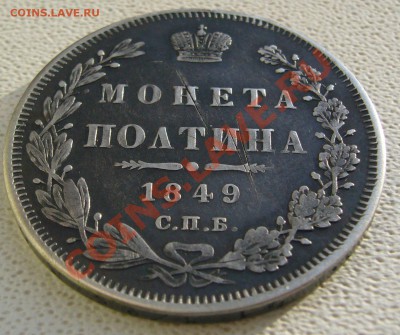 COINS.LAVE.RU
МОНЕТА
ПОЛТИНА
1849
С.П.Б.
COINS.LAVE.RU